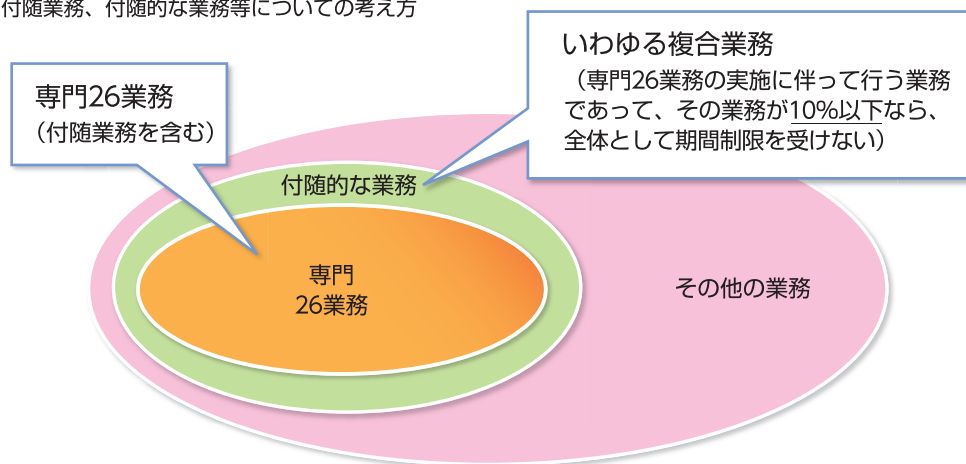 付随業務、付随的な業務等についての考え方
いわゆる複合業務
（専門26業務の実施に伴って行う業務
であって、その業務が10%以下なら、
全体として期間制限を受けない）
専門26業務
（付随業務を含む）
付随的な業務
専門
26業務
その他の業務